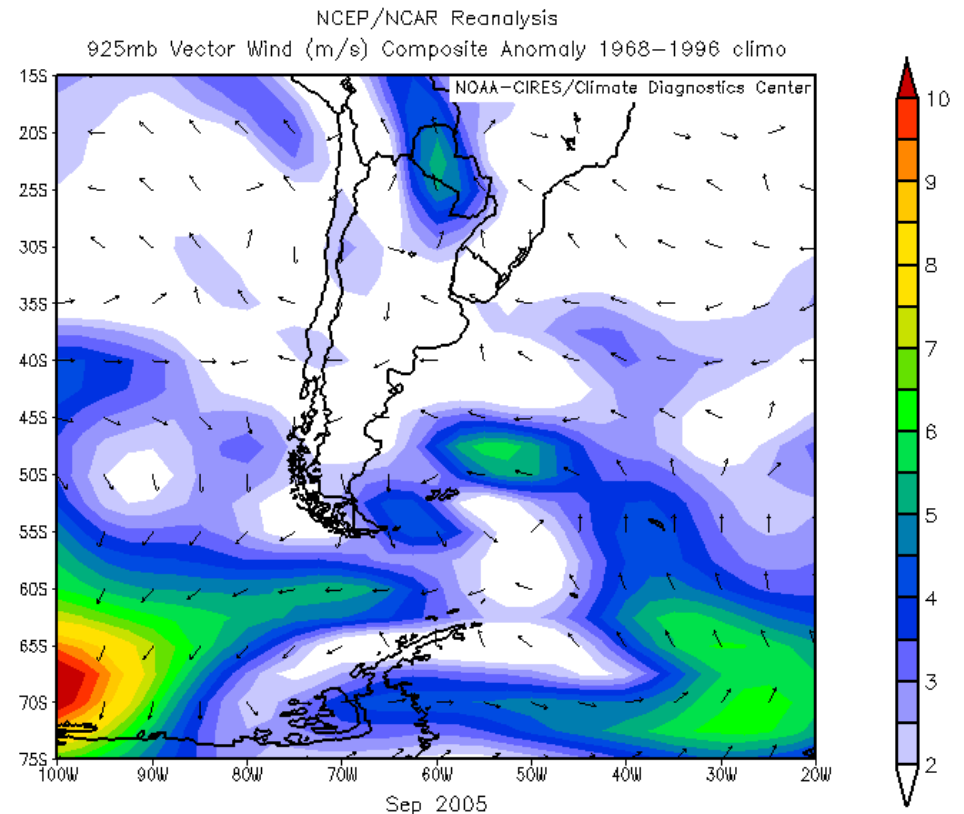 NCEP/NCAR Reanalysis
925mb Vector Wind (m/s) Composite Anomaly 1968-1996 climo
NOAA-CIRES/Climate Diagnostics Center
15S
20S
25S
30S
35S
40S
45S
50S
55S
60S
65S
70S
75S
100W 90W 80W 70W 60W 50W 40W 30W 20W
Sep 2005
10
9
8
7
6
5
4
3
2